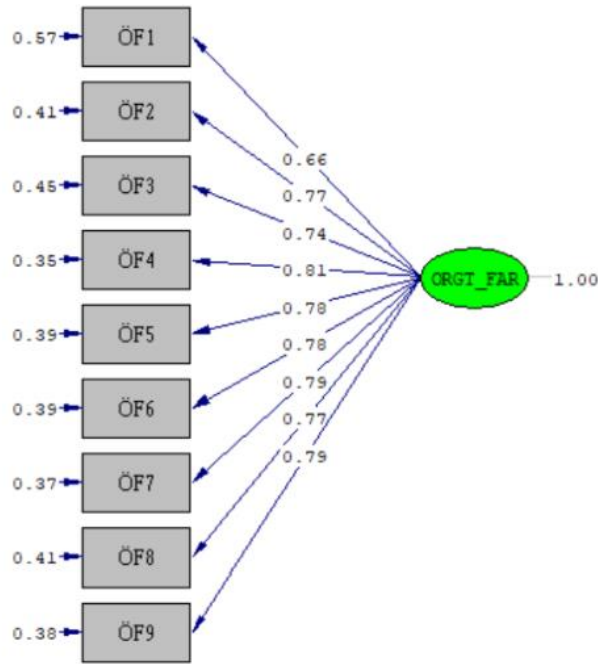 0.57 ÖF1
0.41 ÖF2
0.66
0.77
0.45 ÖF3
0.74
0.35 ÖF4
0.81
ORGT_FAR 1.00
0.78
0.39 ÖF5
0.78
0.79
0.39 ÖF6
0.77
0.79
0.37 ÖF7
0.41 ÖF8
0.38 ÖF9